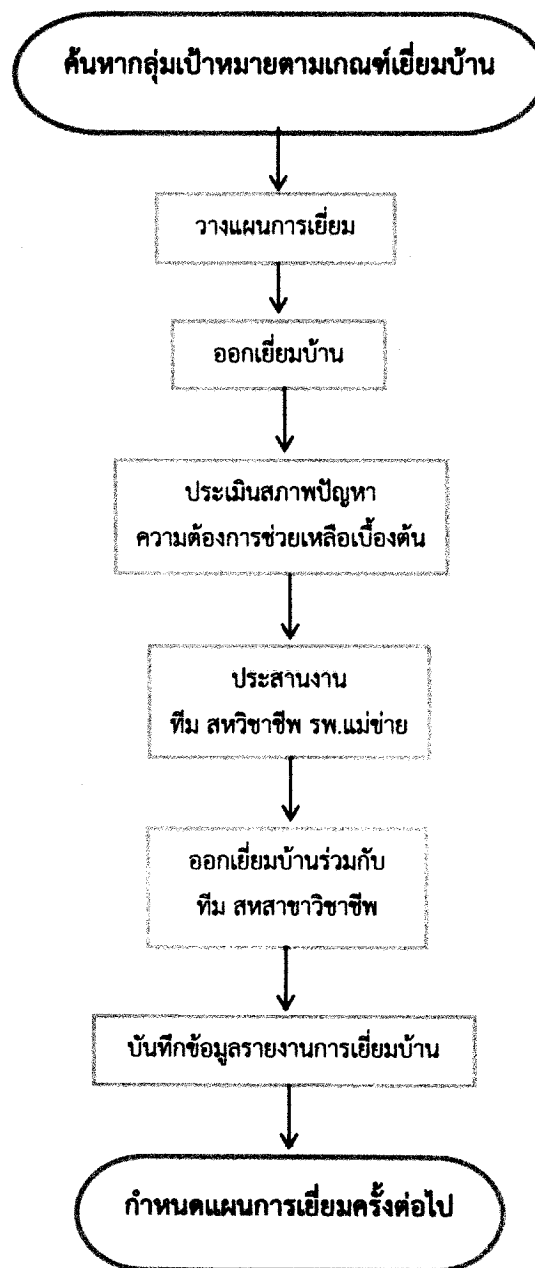 ค้นหากลุ่มเป้าหมายตามเกณฑ์เยี่ยมบ้าน
วางแผนการเยี่ยม
ออกเยี่ยมบ้าน
ประเมินสภาพปัญหา
ความต้องการช่วยเหลือเบื้องต้น
ประสานงาน
ทีม สหวิชาชีพ รพ.แม่ข่าย
ออกเยี่ยมบ้านร่วมกับ
ทีม สหสาขาวิชาชีพ
บันทึกข้อมูลรายงานการเยี่ยมบ้าน
กำหนดแผนการเยี่ยมครั้งต่อไป